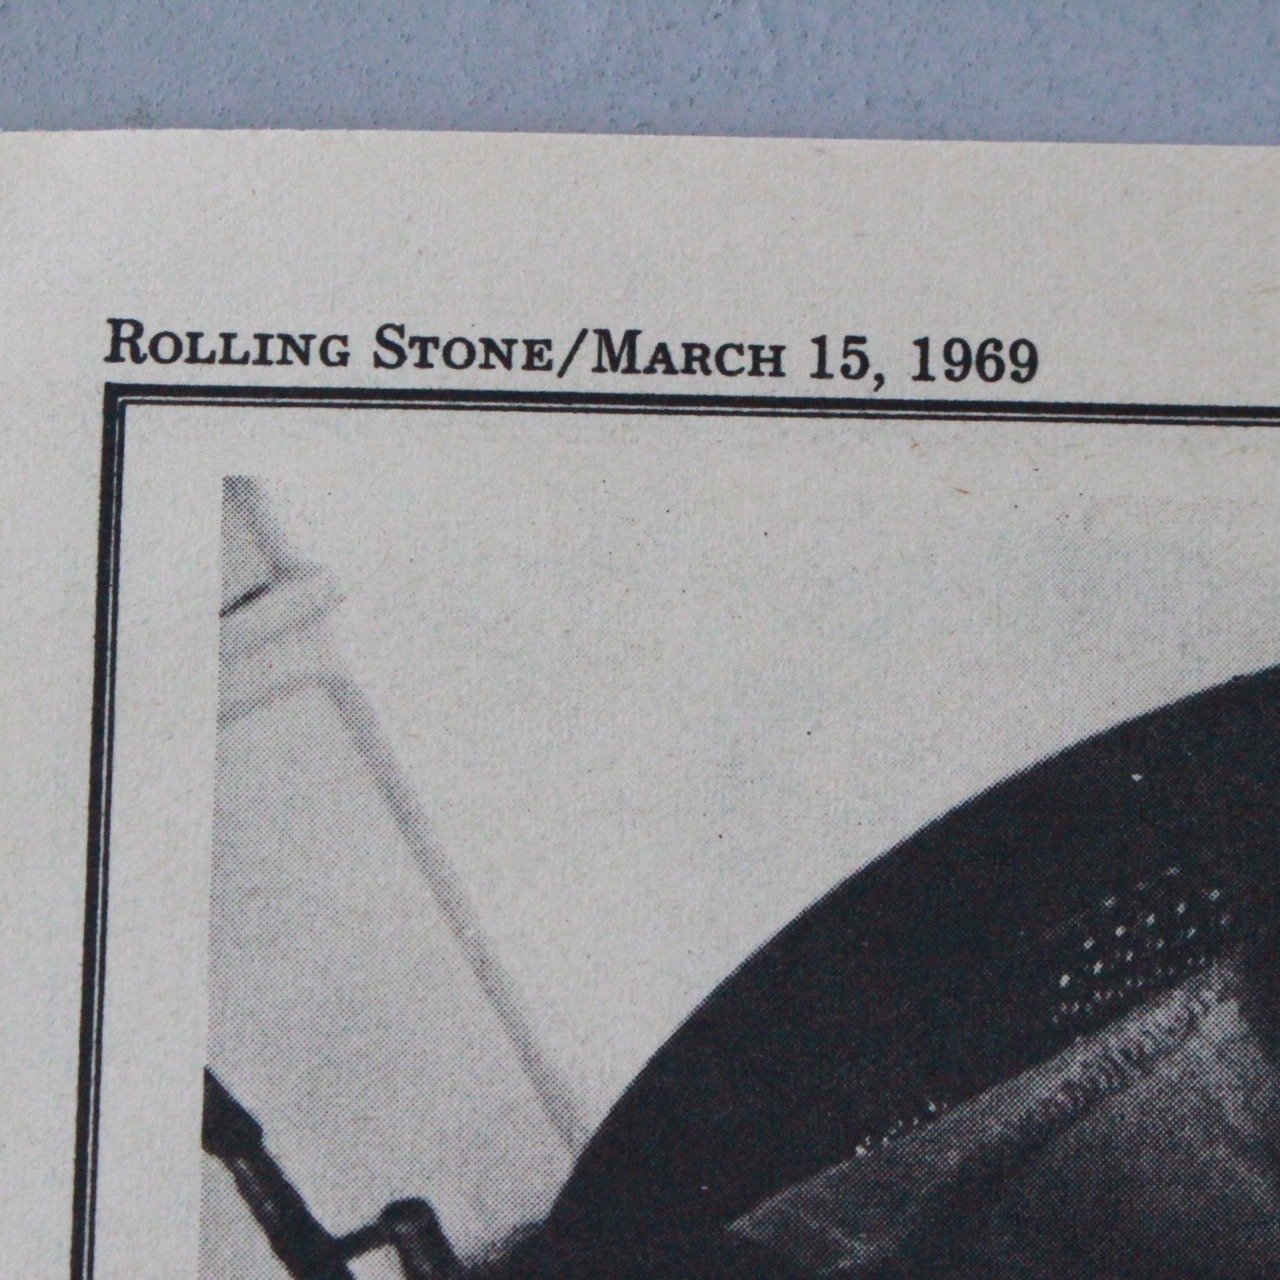 ROLLING STONE/MARCH 15, 1969